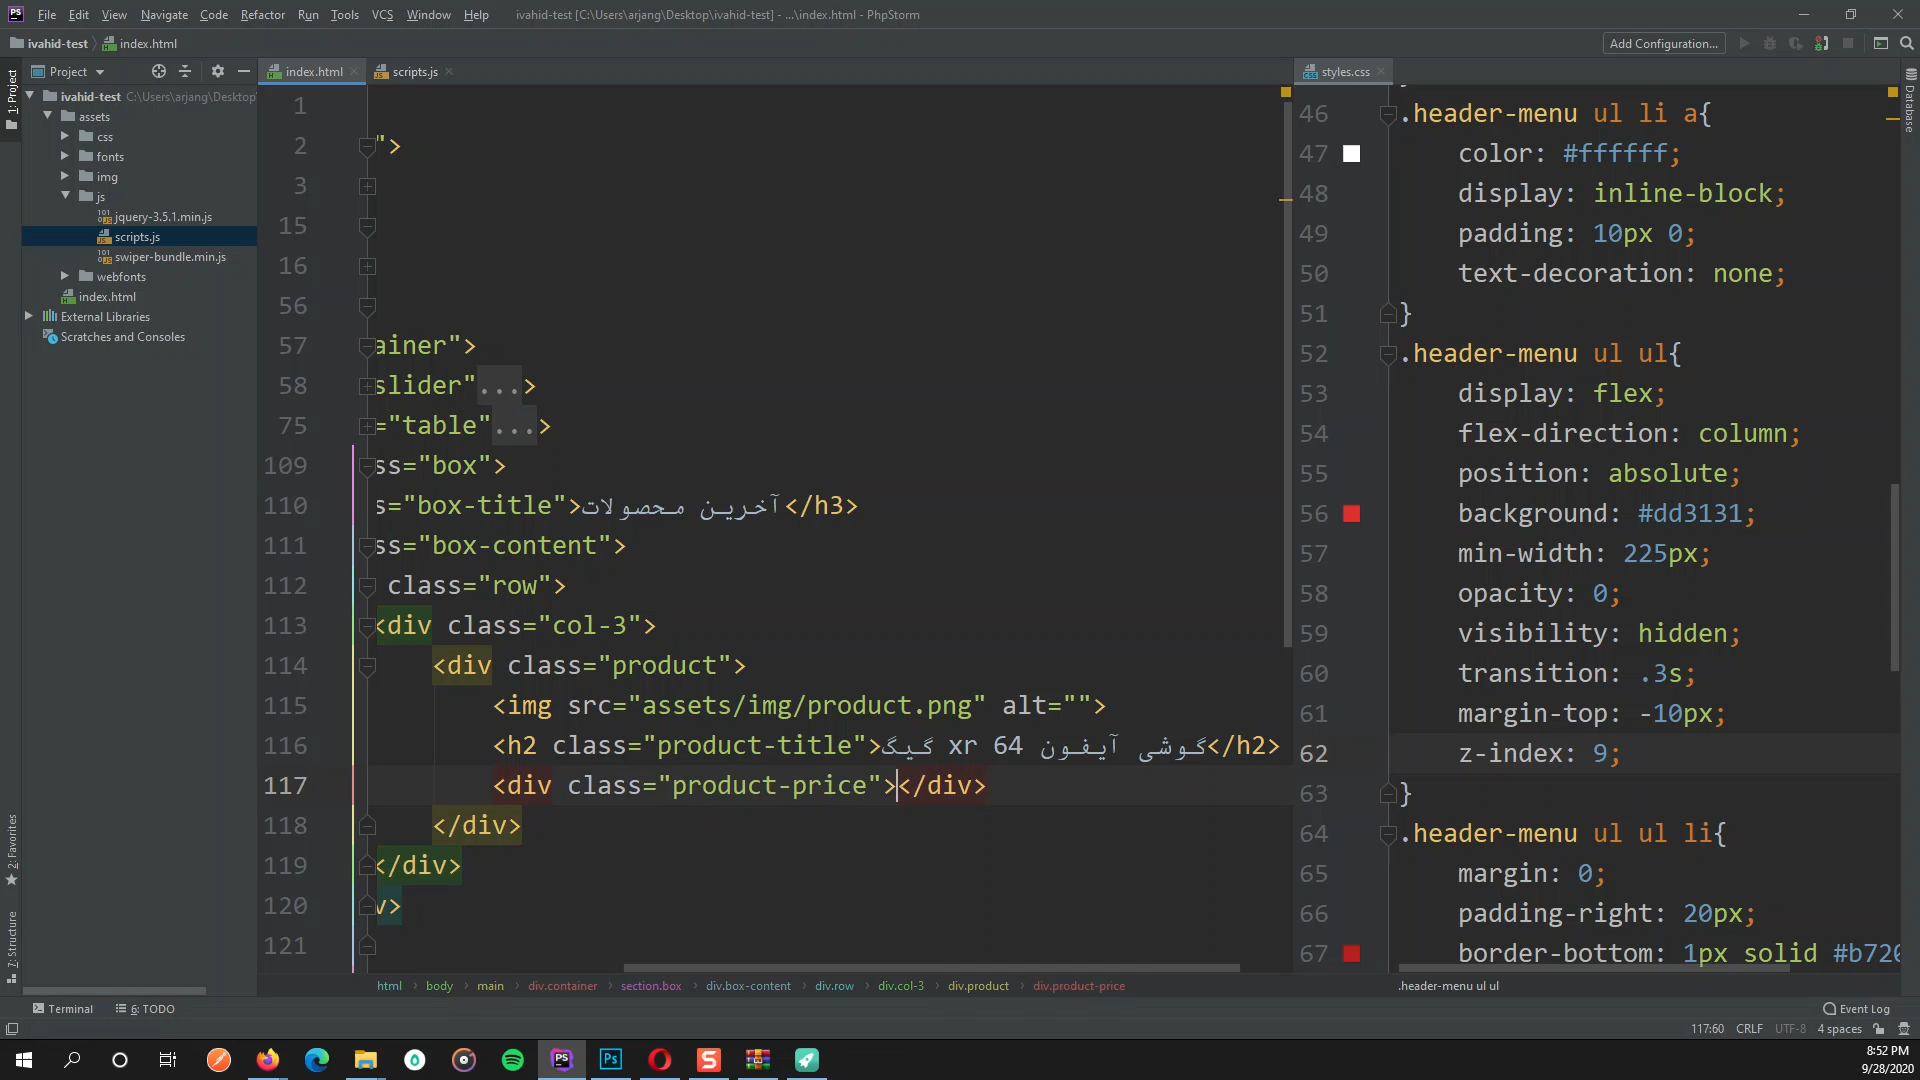 File Edit View Navigate Code Refactor Run Tools VCS Window Help ivahid-test [C:\Users\arjang\Desktop\ivahid-test] - ...\index.html - PhpStorm
ivahid-test index.html
Add Configuration...
Project
index.html
scripts.js
styles.css
1: Project
2: Favorites
7: Structure
Database
ivahid-test C:\Users\arjang\Desktop
assets
css
fonts
img
js
jquery-3.5.1.min.js
scripts.js
swiper-bundle.min.js
webfonts
index.html
External Libraries
Scratches and Consoles
1
2 ">
3
15
16
56
57 ainer">
58 slider"...>
75 ="table"...>
109 ss="box">
110 s="box-title">آخرین محصولات</h3>
111 ss="box-content">
112 class="row">
113 <div class="col-3">
114 <div class="product">
115 <img src="assets/img/product.png" alt="">
116 <h2 class="product-title">گوشی آیفون xr 64 گیگ</h2>
117 <div class="product-price"></div>
118 </div>
119 </div>
120 v>
121
html body main div.container section.box div.box-content div.row div.col-3 div.product div.product-price
46 .header-menu ul li a{
47 color: #ffffff;
48 display: inline-block;
49 padding: 10px 0;
50 text-decoration: none;
51 }
52 .header-menu ul ul{
53 display: flex;
54 flex-direction: column;
55 position: absolute;
56 background: #dd3131;
57 min-width: 225px;
58 opacity: 0;
59 visibility: hidden;
60 transition: .3s;
61 margin-top: -10px;
62 z-index: 9;
63 }
64 .header-menu ul ul li{
65 margin: 0;
66 padding-right: 20px;
67 border-bottom: 1px solid #b720
.header-menu ul ul
Terminal 6: TODO
Event Log
117:60 CRLF UTF-8 4 spaces
8:52 PM
9/28/2020